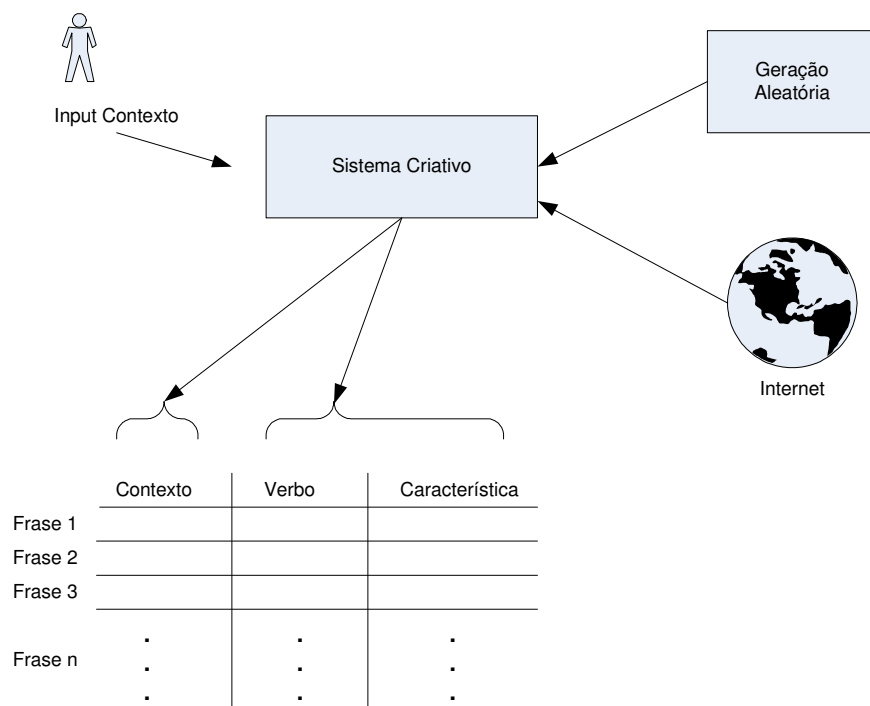 Input Contexto
Geração
Aleatória
Sistema Criativo
Internet
Contexto Verbo Característica
Frase 1
Frase 2
Frase 3
Frase n